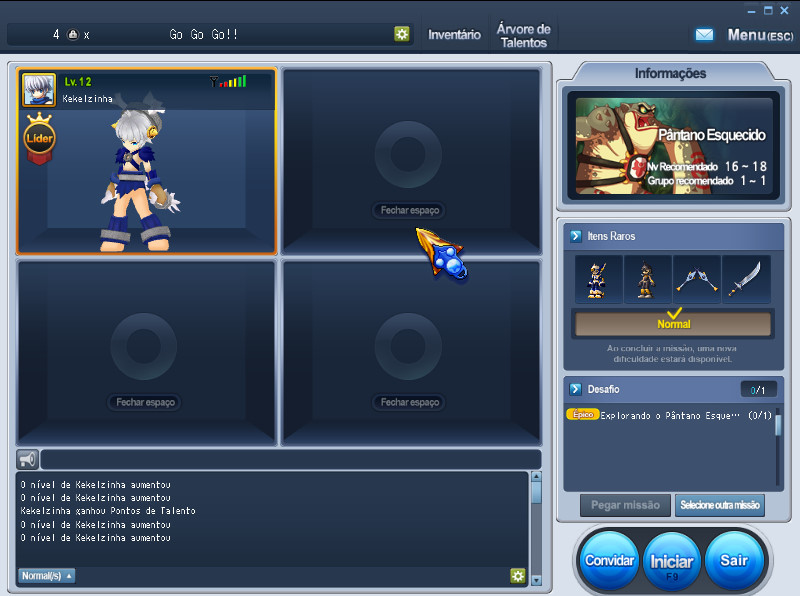 4 x
Go Go Go!!
Inventário
Árvore de
Talentos
Menu(ESC)
Lv.12
Kekelzinha
Líder
Fechar espaço
Fechar espaço
Fechar espaço
Informações
Pântano Esquecido
Nv Recomendado 16 ~ 18
Grupo recomendado 1 ~ 1
Itens Raros
Normal
Ao concluir a missão, uma nova
dificuldade estará disponível.
Desafio
0/1
Épico Explorando o Pântano Esque… (0/1)
Pegar missão
Selecione outra missão
O nível de Kekelzinha aumentou
O nível de Kekelzinha aumentou
Kekelzinha ganhou Pontos de Talento
O nível de Kekelzinha aumentou
O nível de Kekelzinha aumentou
Normal(s)
Convidar
Iniciar
F9
Sair